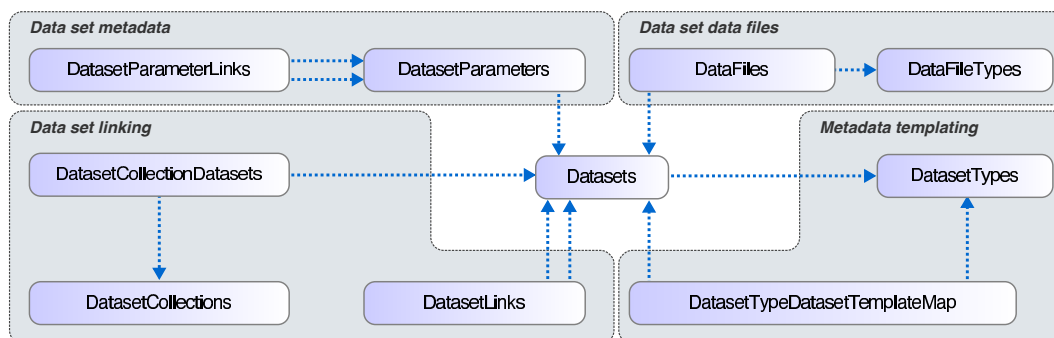 Data set metadata
Data set data files
DatasetParameterLinks
DatasetParameters
DataFiles
DataFileTypes
Data set linking
Metadata templating
DatasetCollectionDatasets
Datasets
DatasetTypes
DatasetCollections
DatasetLinks
DatasetTypeDatasetTemplateMap